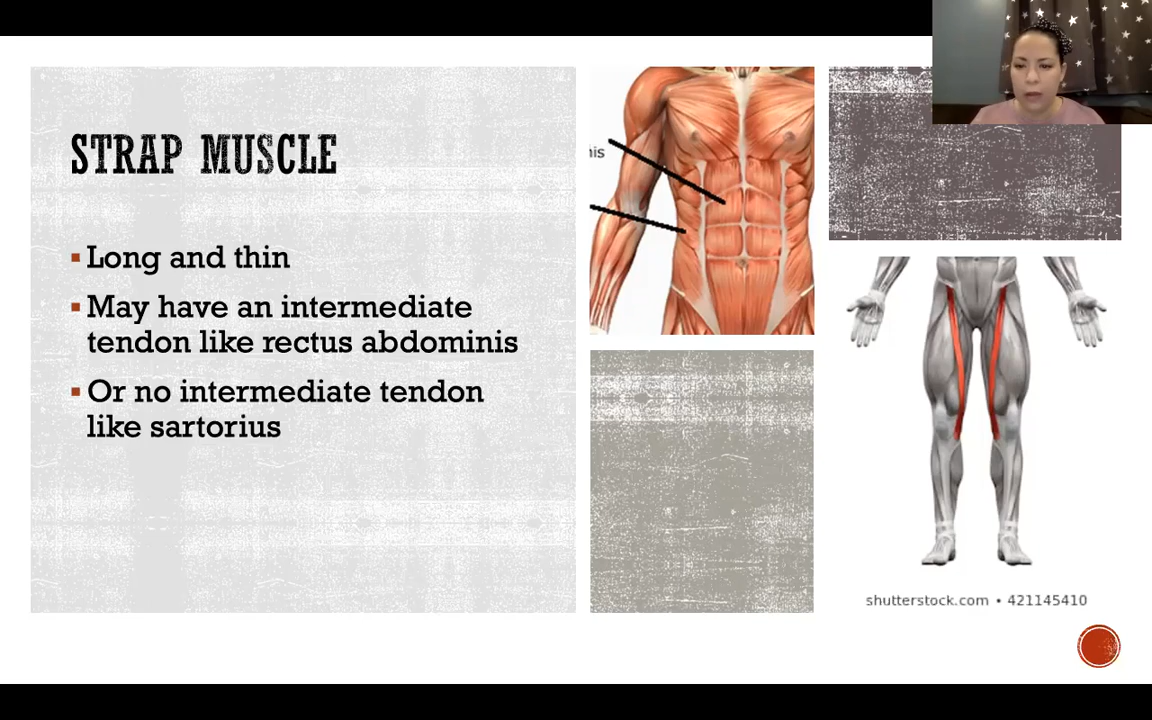 STRAP MUSCLE
▪ Long and thin
▪ May have an intermediate
tendon like rectus abdominis
▪ Or no intermediate tendon
like sartorius
nis
shutterstock.com • 421145410